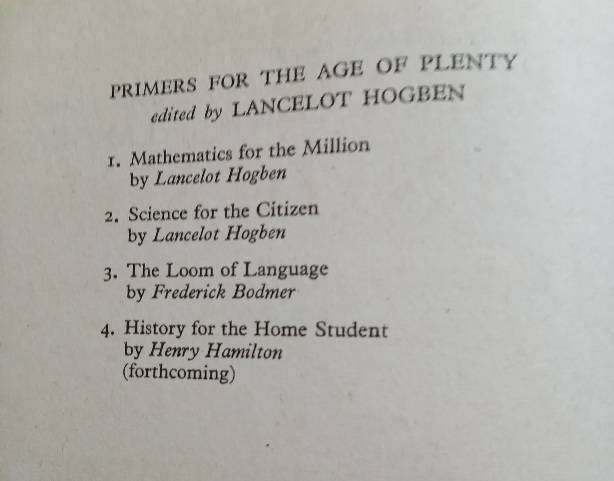 PRIMERS FOR THE AGE OF PLENTY
edited by LANCELOT HOGBEN
1. Mathematics for the Million
by Lancelot Hogben
2. Science for the Citizen
by Lancelot Hogben
3. The Loom of Language
by Frederick Bodmer
4. History for the Home Student
by Henry Hamilton
(forthcoming)